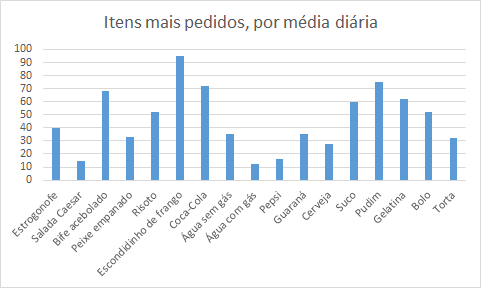 Itens mais pedidos, por média diária
100
90
80
70
60
50
40
30
20
10
0
Estrogonofe
Salada Caesar
Bife acebolado
Peixe empanado
Risoto
Escondidinho de frango
Coca-Cola
Água sem gás
Água com gás
Pepsi
Guaraná
Cerveja
Suco
Pudim
Gelatina
Bolo
Torta